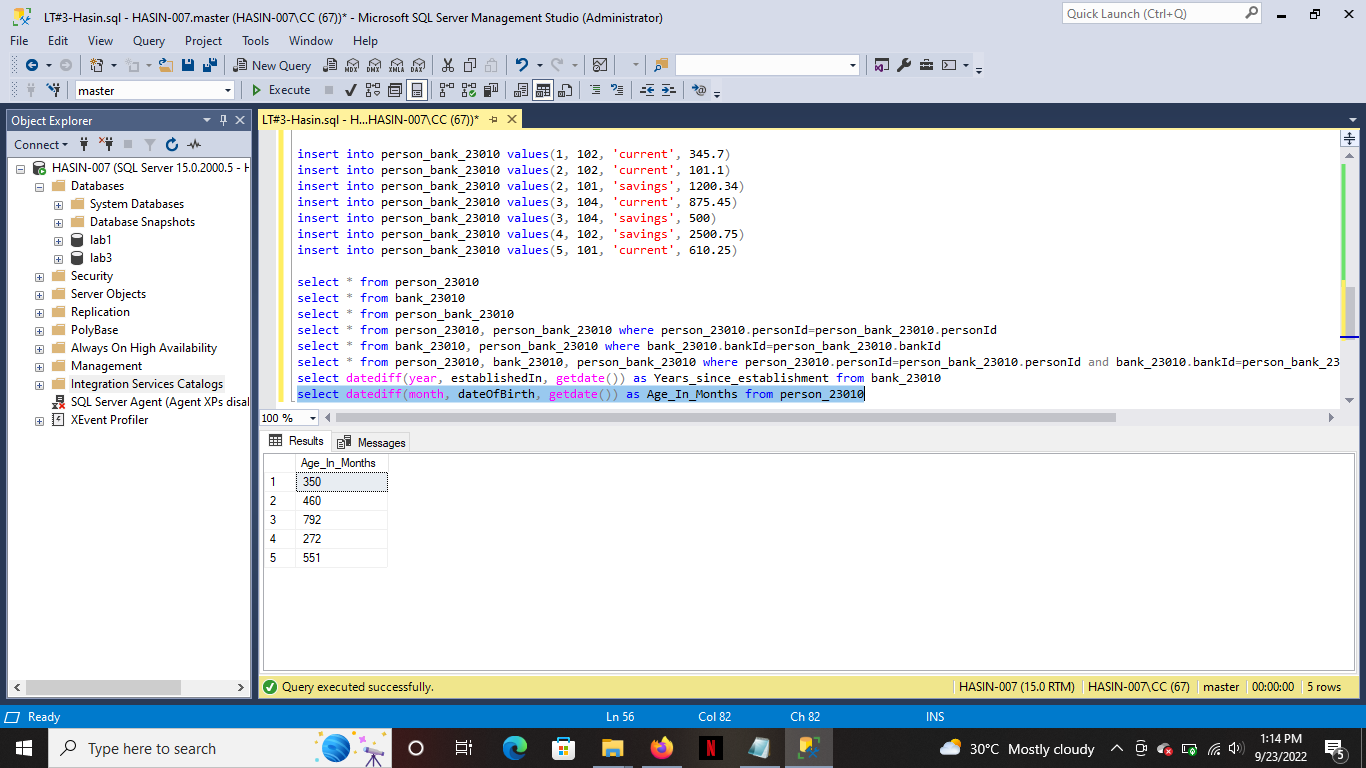 LT#3-Hasin.sql - HASIN-007.master (HASIN-007\CC (67))* - Microsoft SQL Server Management Studio (Administrator)
Quick Launch (Ctrl+Q)
File Edit View Query Project Tools Window Help
New Query MDX DMX XMLA DAX
master Execute
Object Explorer
LT#3-Hasin.sql - H...HASIN-007\CC (67))*
Connect
HASIN-007 (SQL Server 15.0.2000.5 - H
Databases
System Databases
Database Snapshots
lab1
lab3
Security
Server Objects
Replication
PolyBase
Always On High Availability
Management
Integration Services Catalogs
SQL Server Agent (Agent XPs disal
XEvent Profiler
insert into person_bank_23010 values(1, 102, 'current', 345.7)
insert into person_bank_23010 values(2, 102, 'current', 101.1)
insert into person_bank_23010 values(2, 101, 'savings', 1200.34)
insert into person_bank_23010 values(3, 104, 'current', 875.45)
insert into person_bank_23010 values(3, 104, 'savings', 500)
insert into person_bank_23010 values(4, 102, 'savings', 2500.75)
insert into person_bank_23010 values(5, 101, 'current', 610.25)
select * from person_23010
select * from bank_23010
select * from person_bank_23010
select * from person_23010, person_bank_23010 where person_23010.personId=person_bank_23010.personId
select * from bank_23010, person_bank_23010 where bank_23010.bankId=person_bank_23010.bankId
select * from person_23010, bank_23010, person_bank_23010 where person_23010.personId=person_bank_23010.personId and bank_23010.bankId=person_bank_23
select datediff(year, establishedIn, getdate()) as Years_since_establishment from bank_23010
select datediff(month, dateOfBirth, getdate()) as Age_In_Months from person_23010
100 %
Results Messages
Age_In_Months
1 350
2 460
3 792
4 272
5 551
Query executed successfully.
HASIN-007 (15.0 RTM) HASIN-007\CC (67) master 00:00:00 5 rows
Ready Ln 56 Col 82 Ch 82 INS
Type here to search
N
30°C Mostly cloudy
1:14 PM
9/23/2022
5